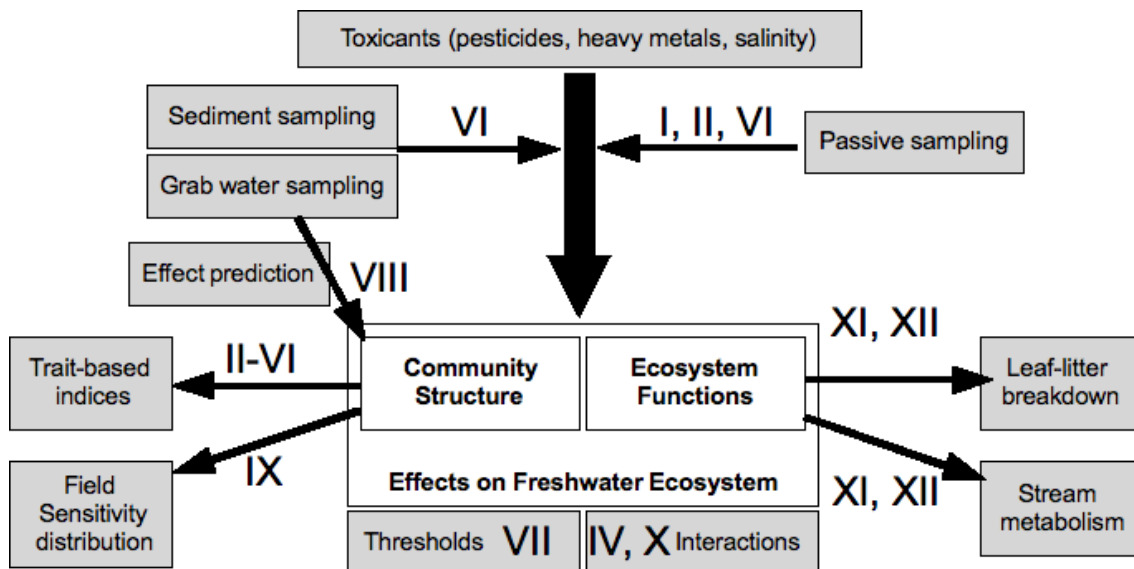 Toxicants (pesticides, heavy metals, salinity)
Sediment sampling
VI
I, II, VI
Passive sampling
Grab water sampling
Effect prediction
VIII
XI, XII
Trait-based
indices
II-VI
Community
Structure
Ecosystem
Functions
Leaf-litter
breakdown
IX
Field
Sensitivity
distribution
Effects on Freshwater Ecosystem
XI, XII
Stream
metabolism
Thresholds VII
IV, X Interactions